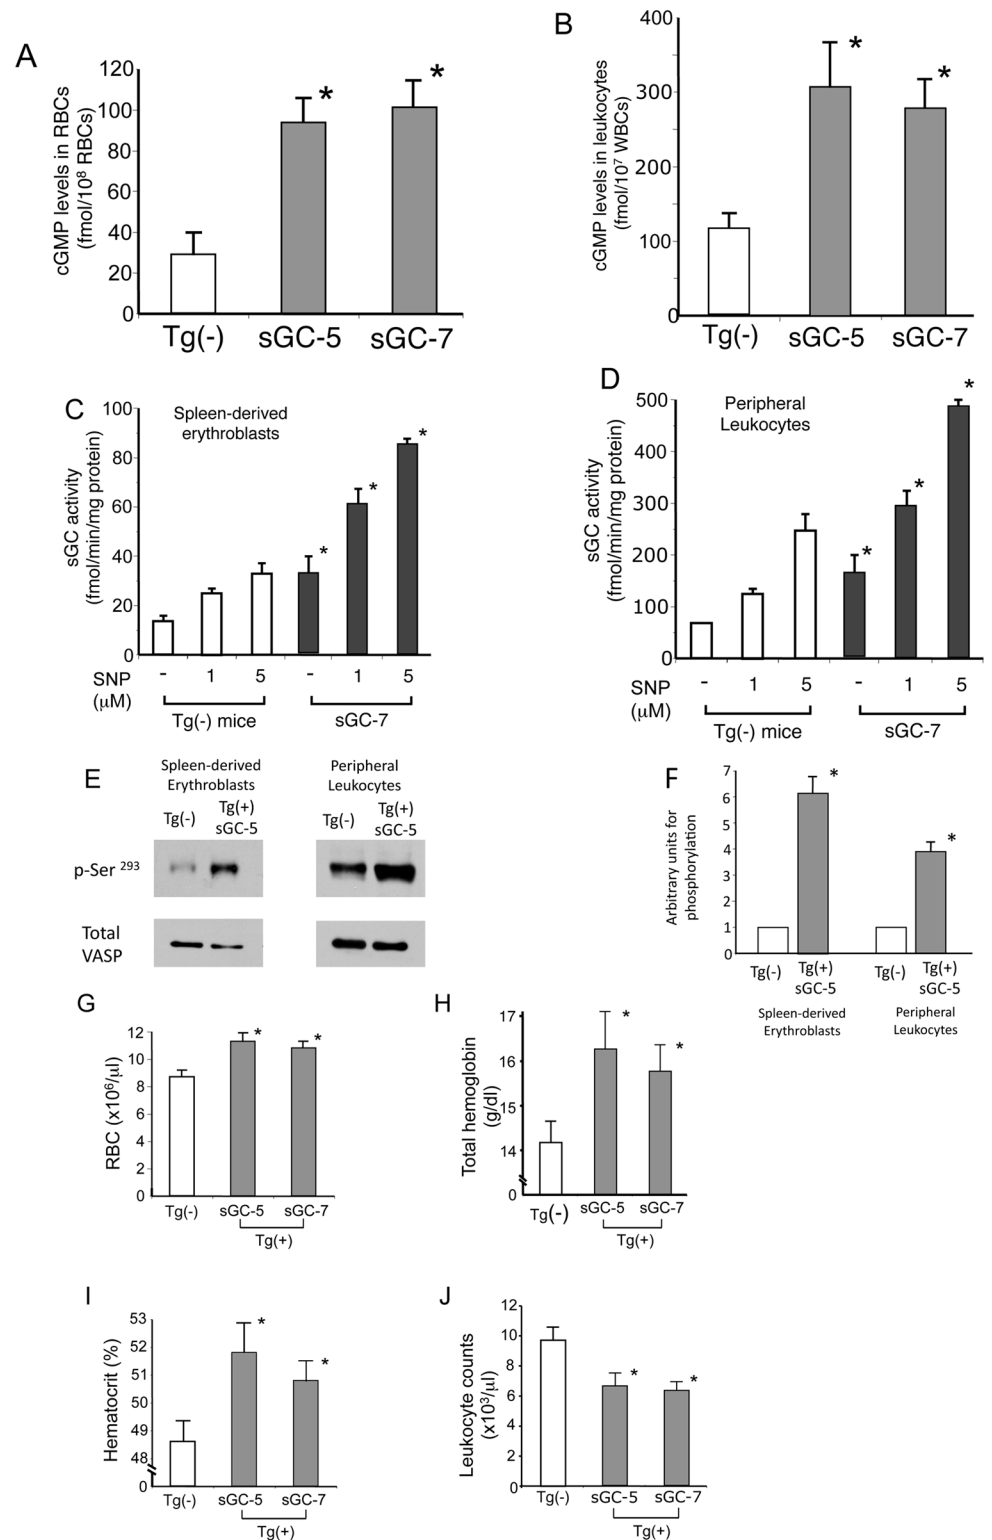 A
cGMP levels in RBCs
(fmol/10⁸ RBCs)
120
100
80
60
40
20
0
*
*
Tg(-)
sGC-5
sGC-7
B
cGMP levels in leukocytes
(fmol/10⁷ WBCs)
400
300
200
100
0
*
*
Tg(-)
sGC-5
sGC-7
C
Spleen-derived
erythroblasts
sGC activity
(fmol/min/mg protein)
100
80
60
40
20
0
*
*
*
SNP
(μM)
-
1
5
-
1
5
Tg(-) mice
sGC-7
D
Peripheral
Leukocytes
sGC activity
(fmol/min/mg protein)
500
400
300
200
100
0
*
*
*
SNP
(μM)
-
1
5
-
1
5
Tg(-) mice
sGC-7
E
Spleen-derived
Erythroblasts
Peripheral
Leukocytes
Tg(-)
Tg(+)
sGC-5
Tg(-)
Tg(+)
sGC-5
p-Ser ²⁹³
Total
VASP
F
Arbitrary units for
phosphorylation
7
6
5
4
3
2
1
0
*
*
Tg(-)
Tg(+)
sGC-5
Tg(-)
Tg(+)
sGC-5
Spleen-derived
Erythroblasts
Peripheral
Leukocytes
G
RBC (x10⁶/μl)
12
10
8
6
4
2
0
*
*
Tg(-)
sGC-5
sGC-7
Tg(+)
H
Total hemoglobin
(g/dl)
17
16
15
14
0
*
*
Tg(-)
sGC-5
sGC-7
Tg(+)
I
Hematocrit (%)
53
52
51
50
49
48
0
*
*
Tg(-)
sGC-5
sGC-7
Tg(+)
J
Leukocyte counts
(x10³/μl)
12
10
8
6
4
2
0
*
*
Tg(-)
sGC-5
sGC-7
Tg(+)